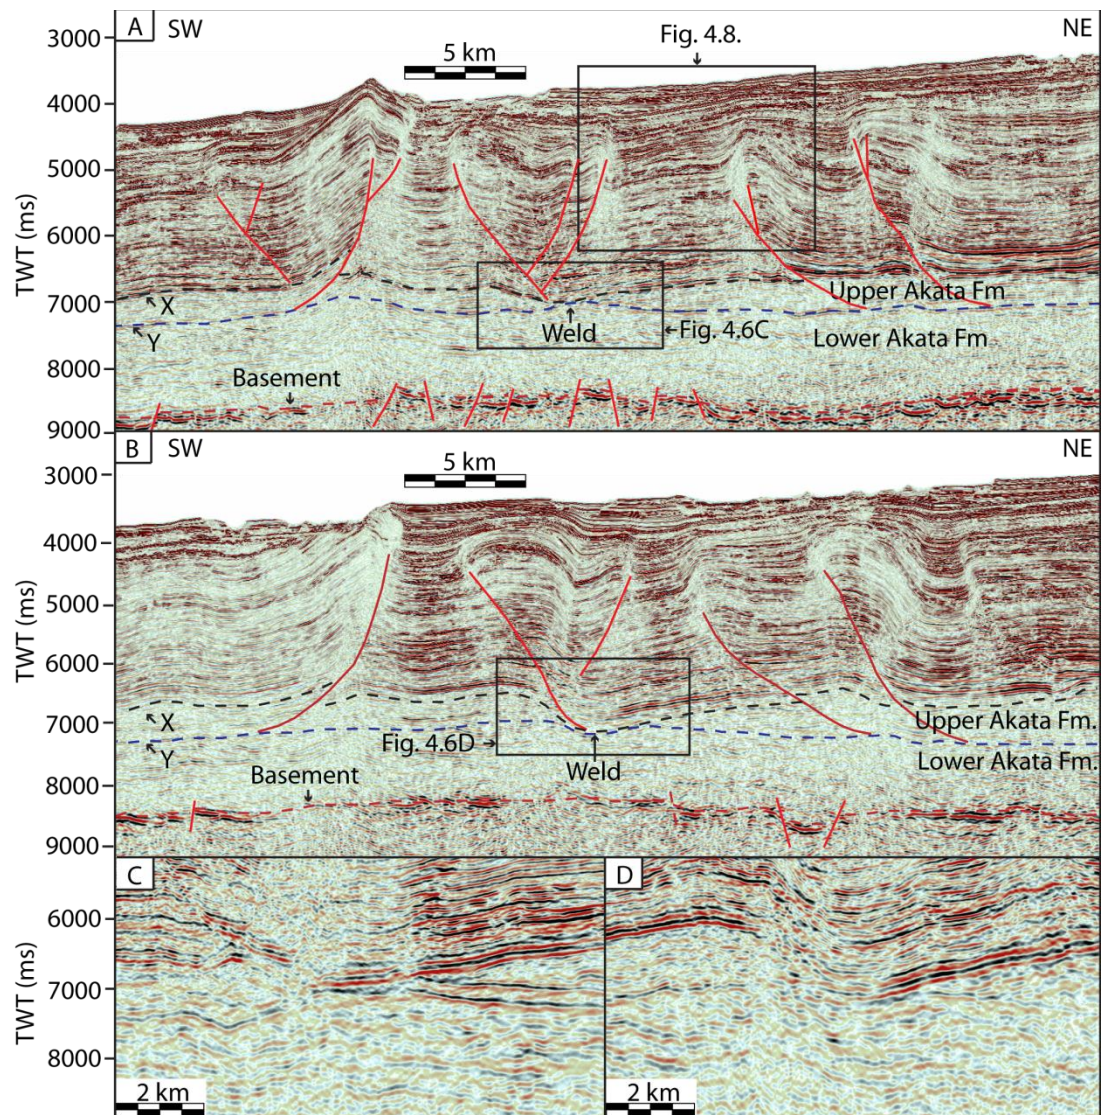 A SW
Fig. 4.8.
NE
3000
5 km
4000
5000
TWT (ms)
6000
X
Upper Akata Fm
7000
Y
Weld
Fig. 4.6C
Lower Akata Fm
8000
Basement
9000
B SW
NE
5 km
3000
4000
5000
TWT (ms)
6000
X
Upper Akata Fm.
7000
Y
Fig. 4.6D
Lower Akata Fm.
Weld
Basement
8000
9000
C
D
6000
TWT (ms)
7000
8000
2 km
2 km